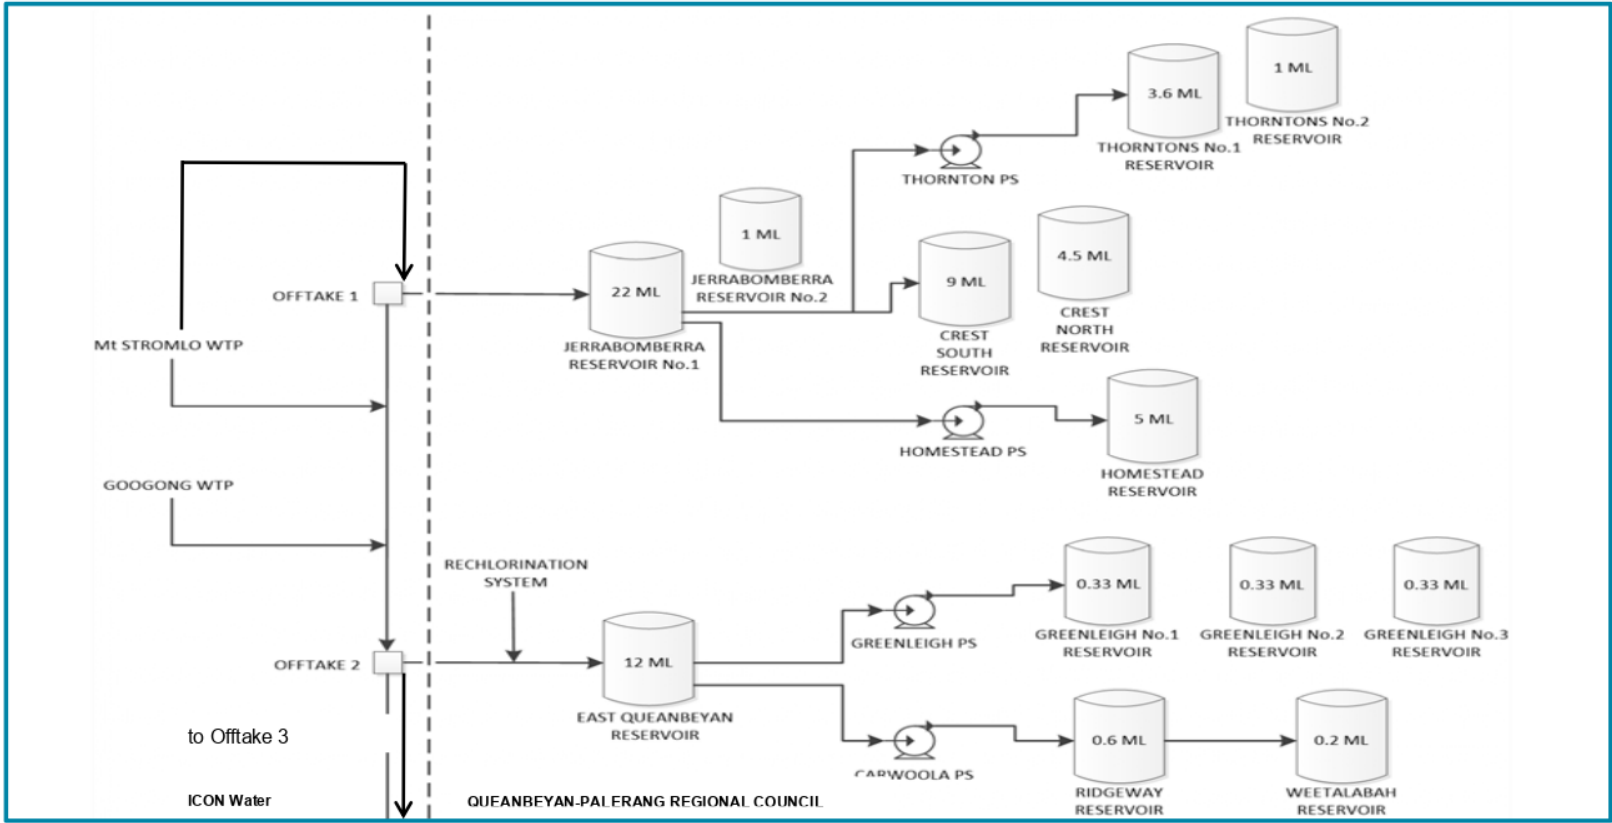 1 ML
3.6 ML
THORNTONS No.2
RESERVOIR
THORNTONS No.1
RESERVOIR
THORNTON PS
1 ML
JERRABOMBERRA
RESERVOIR No.2
4.5 ML
CREST
NORTH
RESERVOIR
9 ML
CREST
SOUTH
RESERVOIR
OFFTAKE 1
22 ML
JERRABOMBERRA
RESERVOIR No.1
Mt STROMLO WTP
5 ML
HOMESTEAD PS
HOMESTEAD
RESERVOIR
GOOGONG WTP
RECHLORINATION
SYSTEM
0.33 ML
0.33 ML
0.33 ML
GREENLEIGH PS
GREENLEIGH No.1
RESERVOIR
GREENLEIGH No.2
RESERVOIR
GREENLEIGH No.3
RESERVOIR
OFFTAKE 2
12 ML
EAST QUEANBEYAN
RESERVOIR
to Offtake 3
0.6 ML
0.2 ML
CARWOOLA PS
RIDGEWAY
RESERVOIR
WEETALABAH
RESERVOIR
ICON Water
QUEANBEYAN-PALERANG REGIONAL COUNCIL